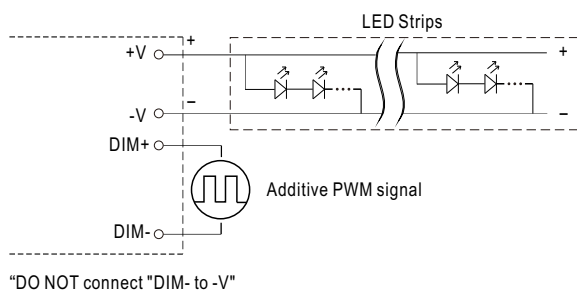 LED Strips
+V
+
+
-V
−
−
DIM+
Additive PWM signal
DIM-
“DO NOT connect "DIM- to -V"